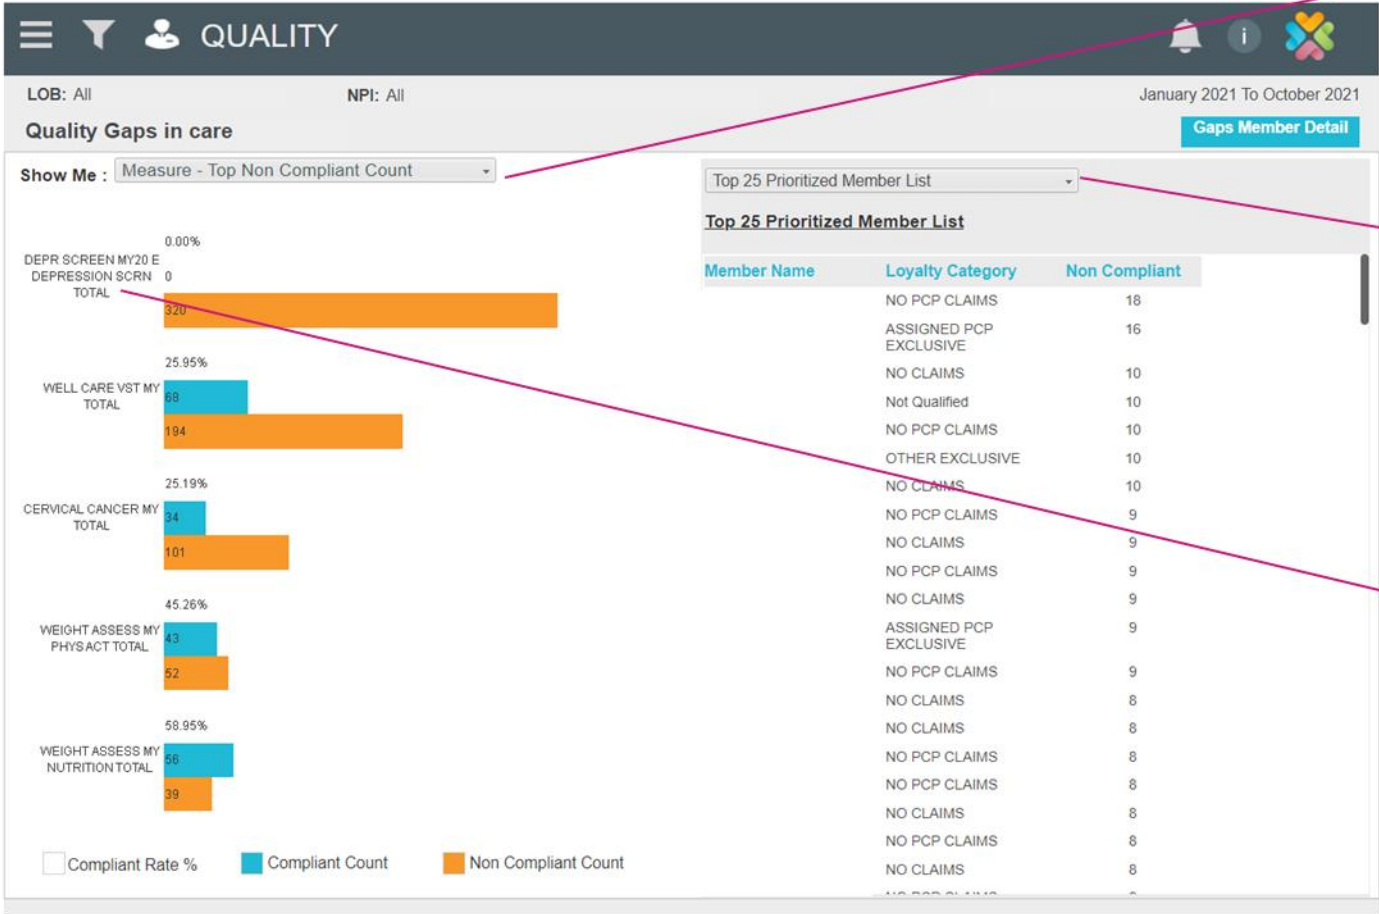 QUALITY
i
LOB: All
NPI: All
January 2021 To October 2021
Quality Gaps in care
Gaps Member Detail
Show Me : Measure - Top Non Compliant Count
0.00%
DEPR SCREEN MY20 E
DEPRESSION SCRN
TOTAL
0
320
25.95%
WELL CARE VST MY
TOTAL
68
194
25.19%
CERVICAL CANCER MY
TOTAL
34
101
45.26%
WEIGHT ASSESS MY
PHYS ACT TOTAL
43
52
58.95%
WEIGHT ASSESS MY
NUTRITION TOTAL
56
39
Compliant Rate %
Compliant Count
Non Compliant Count
Top 25 Prioritized Member List
Top 25 Prioritized Member List
Member Name Loyalty Category Non Compliant
NO PCP CLAIMS 18
ASSIGNED PCP 16
EXCLUSIVE
NO CLAIMS 10
Not Qualified 10
NO PCP CLAIMS 10
OTHER EXCLUSIVE 10
NO CLAIMS 10
NO PCP CLAIMS 9
NO CLAIMS 9
NO PCP CLAIMS 9
NO CLAIMS 9
ASSIGNED PCP 9
EXCLUSIVE
NO PCP CLAIMS 9
NO CLAIMS 8
NO CLAIMS 8
NO PCP CLAIMS 8
NO PCP CLAIMS 8
NO CLAIMS 8
NO PCP CLAIMS 8
NO CLAIMS 8